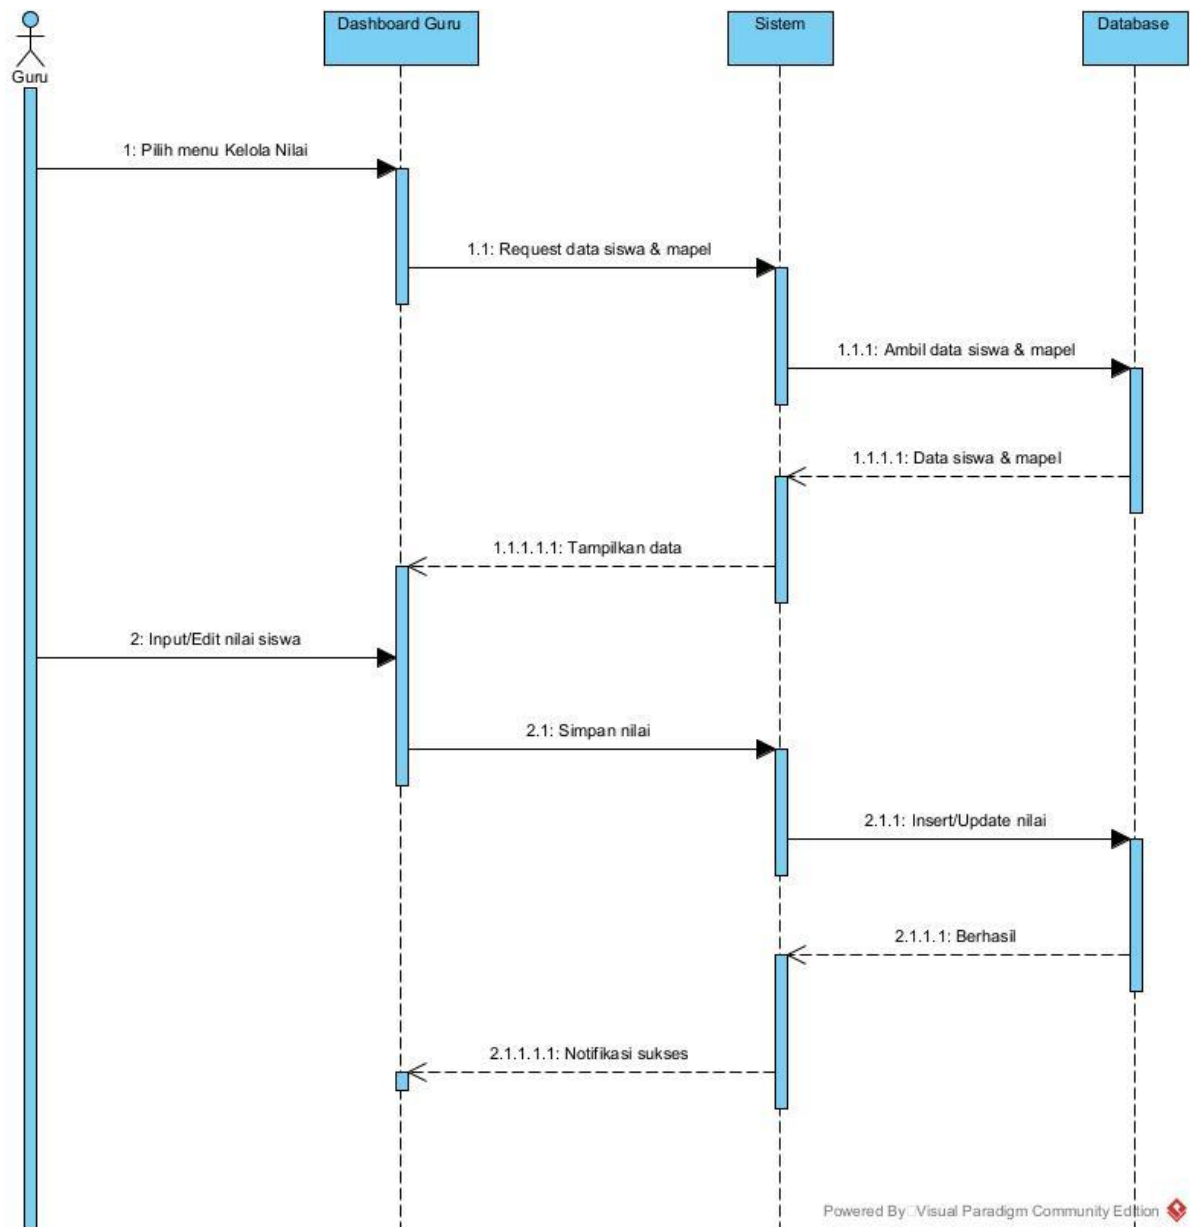 Dashboard Guru
Sistem
Database
Guru
1: Pilih menu Kelola Nilai
1.1: Request data siswa & mapel
1.1.1: Ambil data siswa & mapel
1.1.1.1: Data siswa & mapel
1.1.1.1.1: Tampilkan data
2: Input/Edit nilai siswa
2.1: Simpan nilai
2.1.1: Insert/Update nilai
2.1.1.1: Berhasil
2.1.1.1.1: Notifikasi sukses
Powered By Visual Paradigm Community Edition